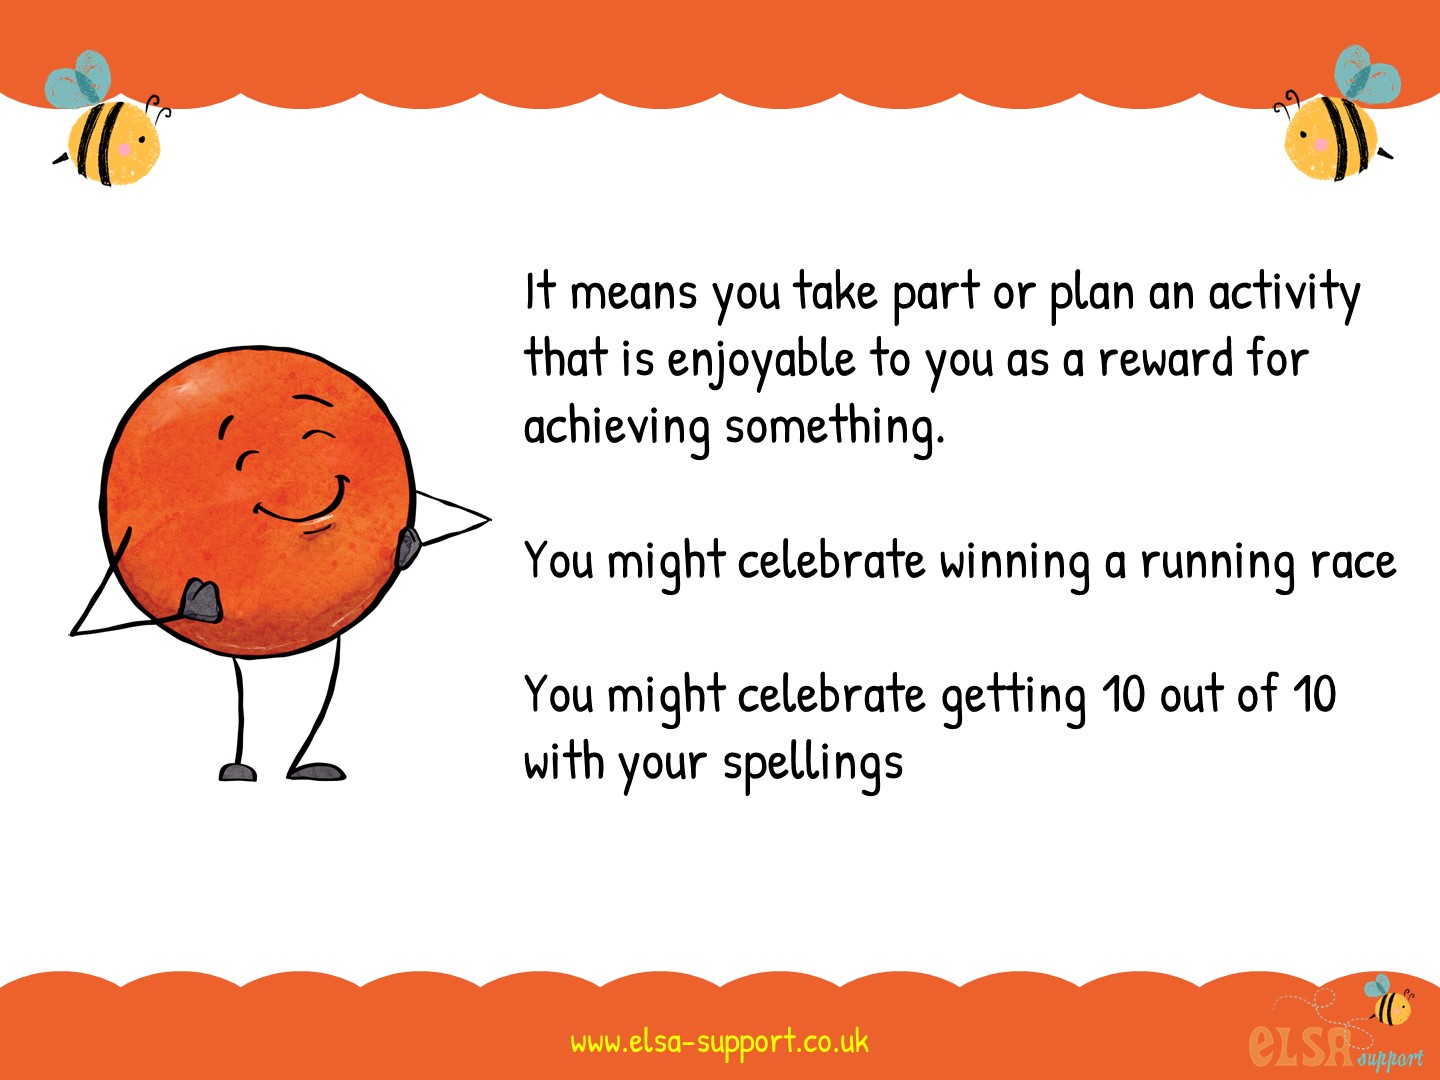 It means you take part or plan an activity
that is enjoyable to you as a reward for
achieving something.
You might celebrate winning a running race
You might celebrate getting 10 out of 10
with your spellings
www.elsa-support.co.uk
ELSA
support